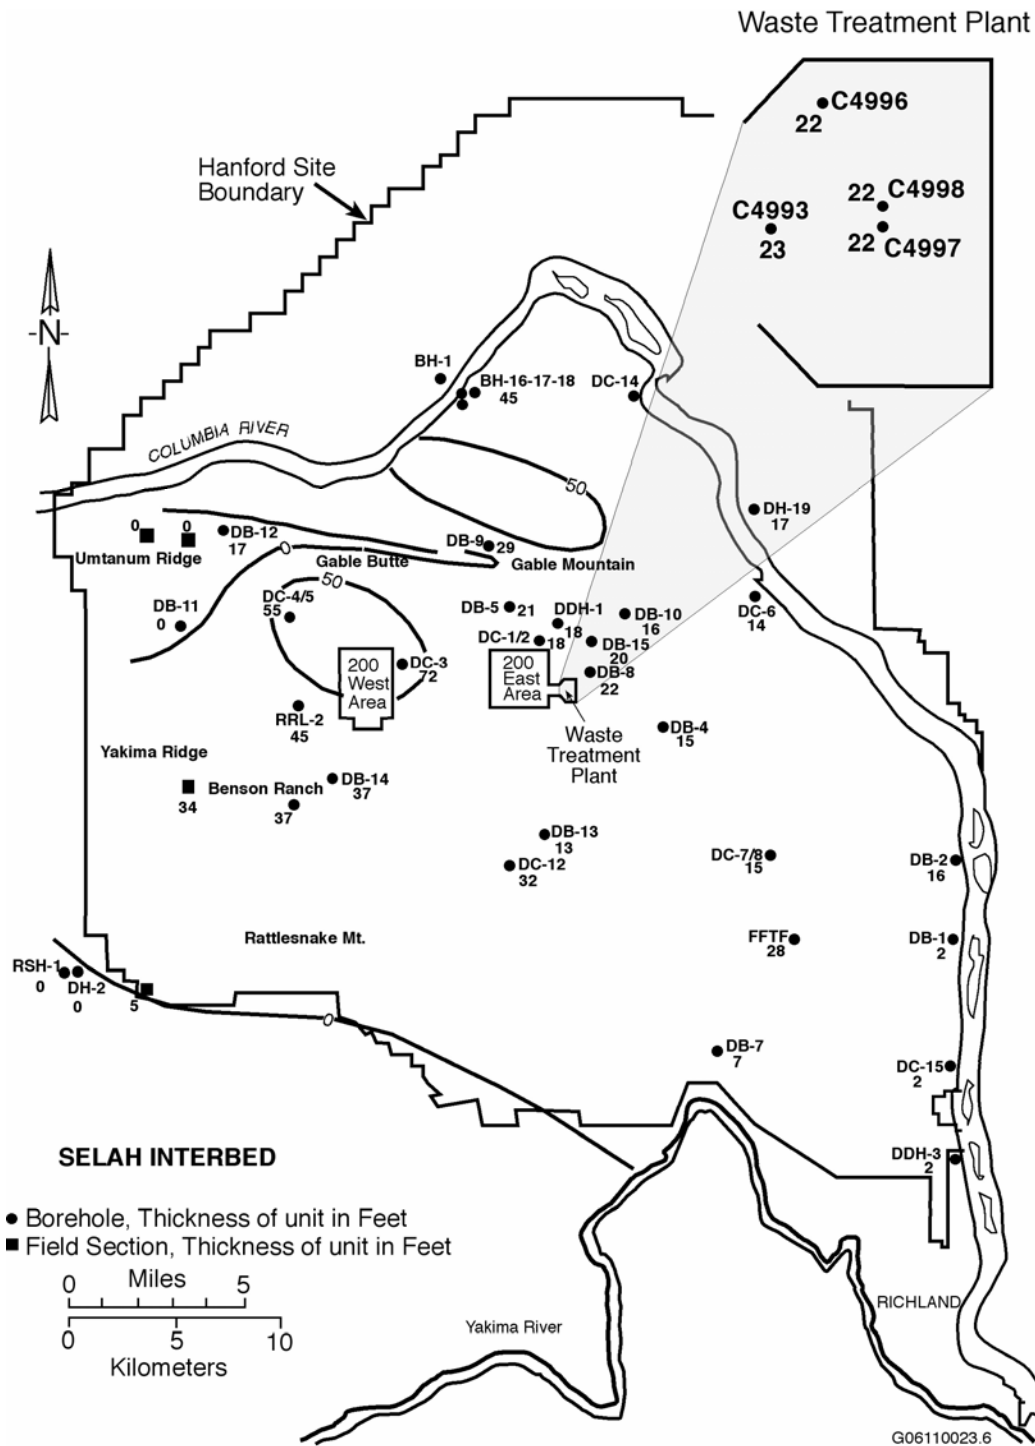 Waste Treatment Plant
C4996
22
22 C4998
C4993
23
22 C4997
Hanford Site
Boundary
-N-
BH-1
BH-16-17-18
45
DC-14
COLUMBIA RIVER
50
DH-19
17
0
0
DB-12
17
Umtanum Ridge
0
DB-9
29
Gable Butte
Gable Mountain
50
DB-11
0
DC-4/5
55
DB-5
21
DDH-1
18
DB-10
16
DC-6
14
DC-1/2
18
DB-15
20
DC-3
72
200
West
Area
200
East
Area
DB-8
22
RRL-2
45
Waste
Treatment
Plant
DB-4
15
Yakima Ridge
34
Benson Ranch
37
DB-14
37
DB-13
13
DC-12
32
DC-7/8
15
DB-2
16
Rattlesnake Mt.
FFTF
28
DB-1
2
RSH-1
0
DH-2
0
5
0
DB-7
7
DC-15
2
DDH-3
2
SELAH INTERBED
Borehole, Thickness of unit in Feet
Field Section, Thickness of unit in Feet
0 Miles 5
0 5 10
Kilometers
Yakima River
RICHLAND
G06110023.6